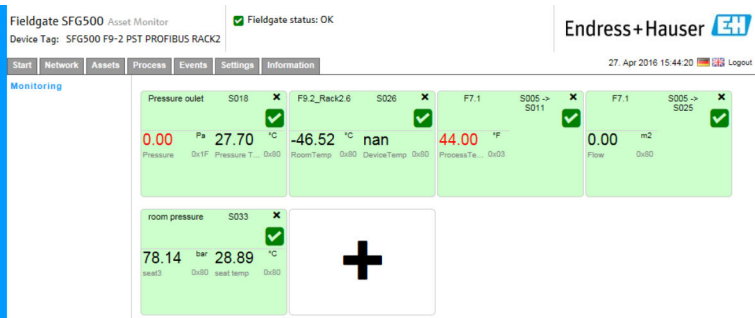 Fieldgate SFG500 Asset Monitor
Device Tag: SFG500 F9-2 PST PROFIBUS RACK2
Fieldgate status: OK
Endress+Hauser EH
Start Network Assets Process Events Settings Information
27. Apr 2016 15:44:20 Logout
Monitoring
Pressure oulet S018
0.00 Pa 27.70 °C
Pressure 0x1F Pressure T... 0x80
F9.2_Rack2.6 S026
-46.52 °C nan
RoomTemp 0x80 DeviceTemp 0x80
F7.1 S005 ->
S011
44.00 °F
ProcessTe... 0x03
F7.1 S005 ->
S025
0.00 m2
Flow 0x80
room pressure S033
78.14 bar 28.89 °C
seat3 0x80 seat temp 0x80